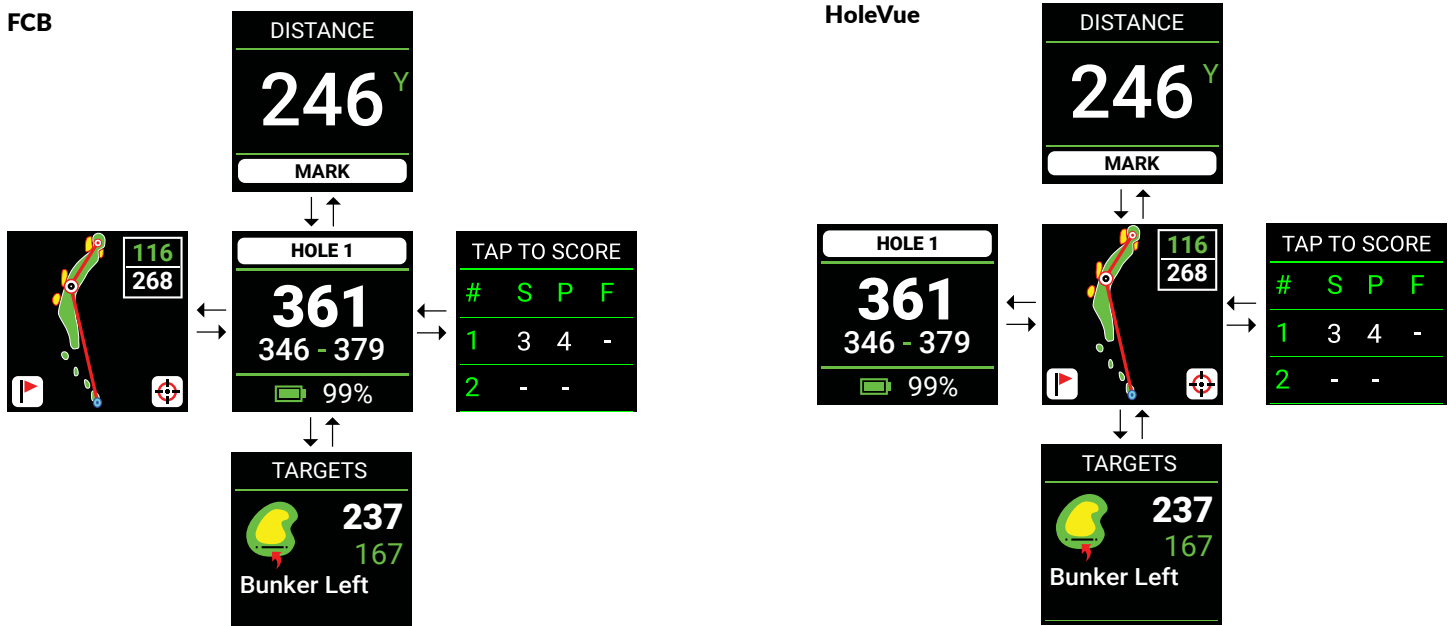 FCB
DISTANCE
246 Y
MARK
116
268
HOLE 1
361
346 - 379
99%
TAP TO SCORE
# S P F
1 3 4 -
2 - -
TARGETS
237
167
Bunker Left
HoleVue
DISTANCE
246 Y
MARK
HOLE 1
361
346 - 379
99%
116
268
TAP TO SCORE
# S P F
1 3 4 -
2 - -
TARGETS
237
167
Bunker Left